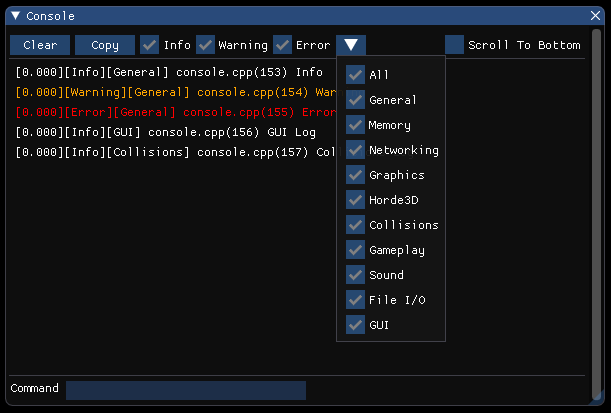 Console
Clear Copy Info Warning Error Scroll To Bottom
[0.000][Info][General] console.cpp(153) Info
[0.000][Warning][General] console.cpp(154) War
[0.000][Error][General] console.cpp(155) Error
[0.000][Info][GUI] console.cpp(156) GUI Log
[0.000][Info][Collisions] console.cpp(157) Col
All
General
Memory
Networking
Graphics
Horde3D
Collisions
Gameplay
Sound
File I/O
GUI
Command